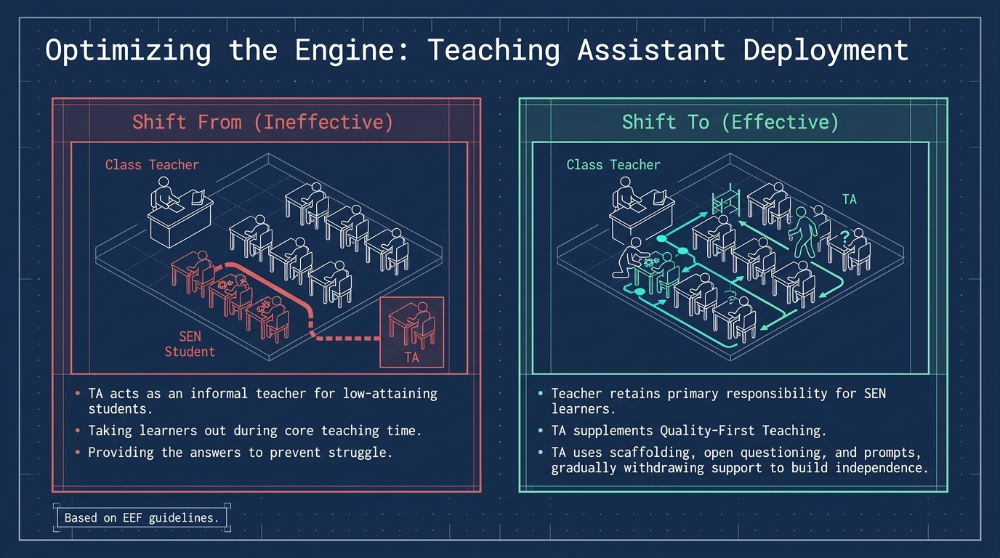 Optimizing the Engine: Teaching Assistant Deployment
Shift From (Ineffective)
Class Teacher
SEN
Student
TA
• TA acts as an informal teacher for low-attaining
students.
• Taking learners out during core teaching time.
• Providing the answers to prevent struggle.
Shift To (Effective)
Class Teacher
TA
?
• Teacher retains primary responsibility for SEN
learners.
• TA supplements Quality-First Teaching.
• TA uses scaffolding, open questioning, and prompts,
gradually withdrawing support to build independence.
Based on EEF guidelines.